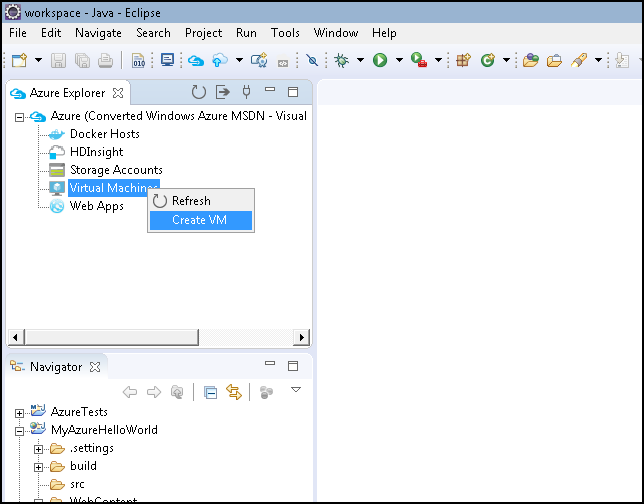 workspace - Java - Eclipse
File Edit Navigate Search Project Run Tools Window Help
010
Azure Explorer
Azure (Converted Windows Azure MSDN - Visual
Docker Hosts
HDInsight
Storage Accounts
Virtual Machines
Refresh
Create VM
Web Apps
Navigator
AzureTests
MyAzureHelloWorld
.settings
build
src
WebContent